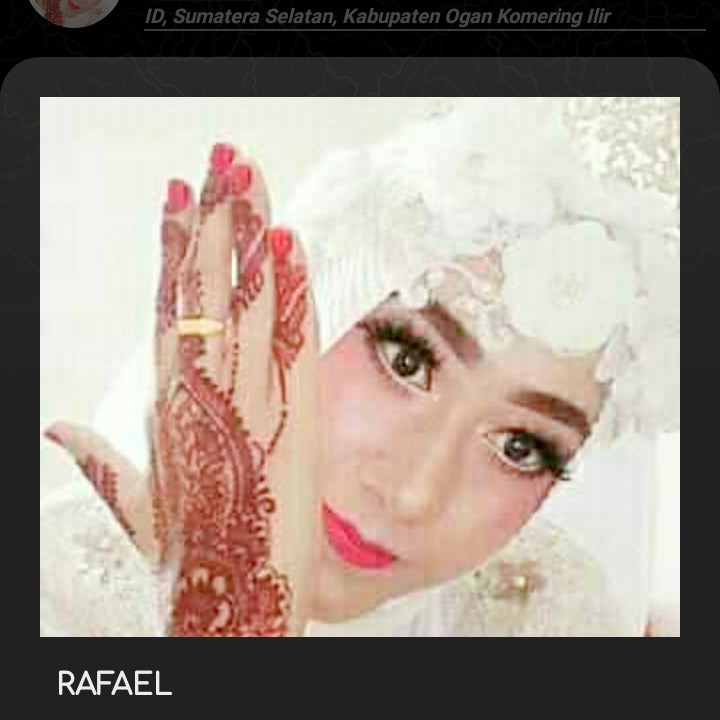 ID, Sumatera Selatan, Kabupaten Ogan Komering Ilir
RAFAEL